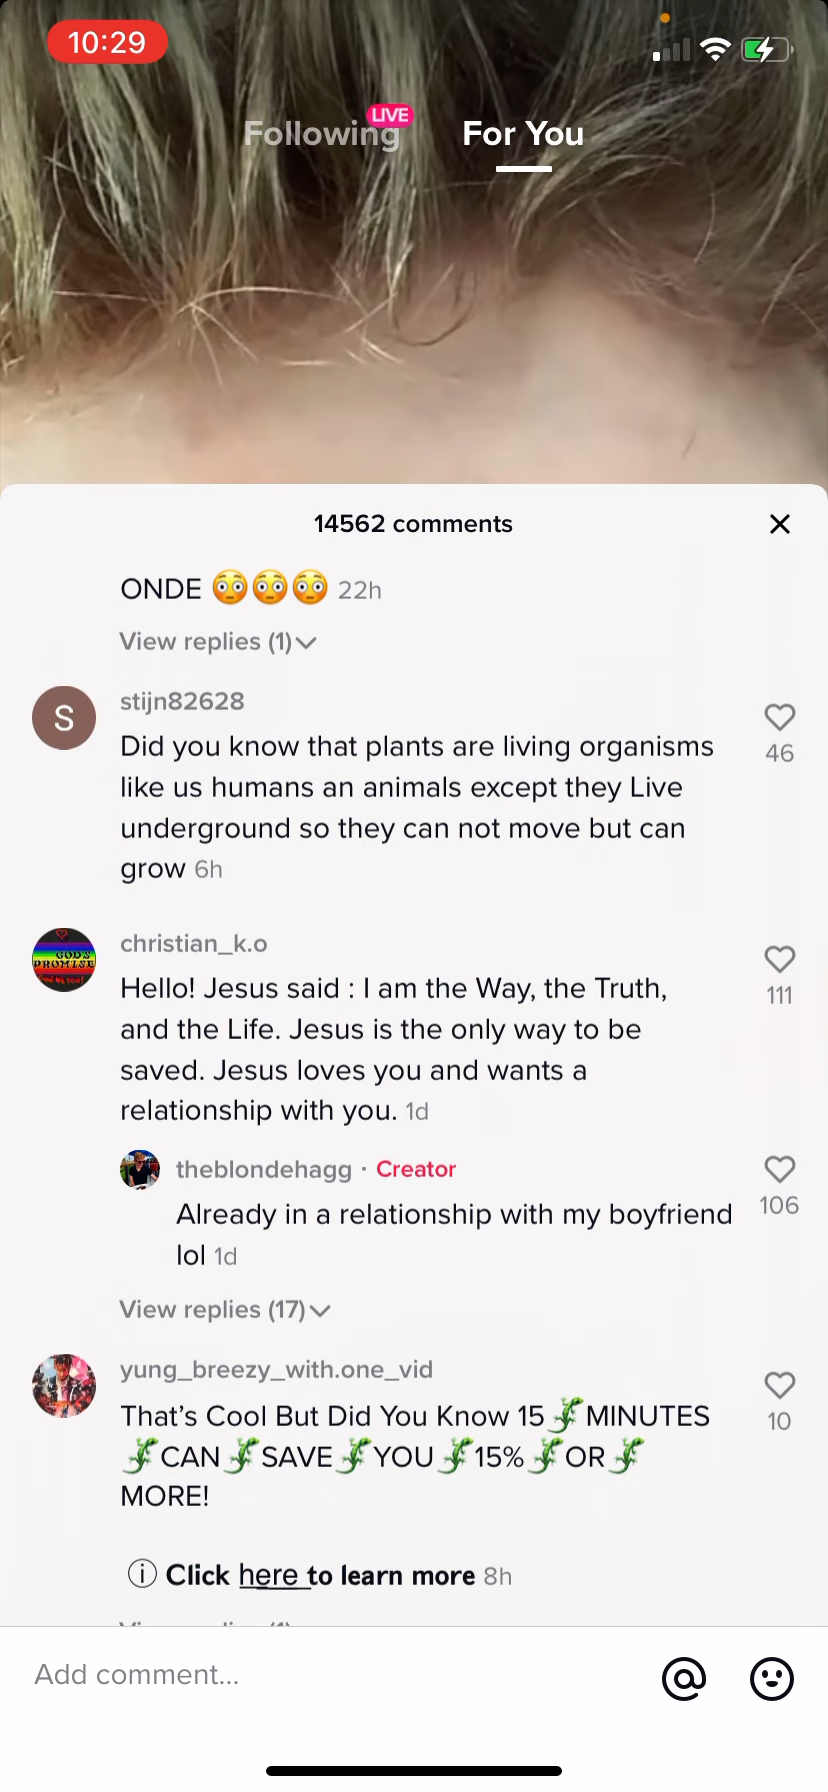 10:29
LIVE
Following For You
14562 comments
ONDE 😳😳😳 22h
View replies (1)
S
stijn82628
Did you know that plants are living organisms
46
like us humans an animals except they Live
underground so they can not move but can
grow 6h
GOD'S
PROMISE
christian_k.o
Hello! Jesus said : I am the Way, the Truth,
111
and the Life. Jesus is the only way to be
saved. Jesus loves you and wants a
relationship with you. 1d
theblondehagg · Creator
Already in a relationship with my boyfriend
106
lol 1d
View replies (17)
yung_breezy_with.one_vid
That’s Cool But Did You Know 15🦎MINUTES
10
🦎CAN🦎SAVE🦎YOU🦎15%🦎OR🦎
MORE!
ⓘ Click here to learn more 8h
Add comment...
@